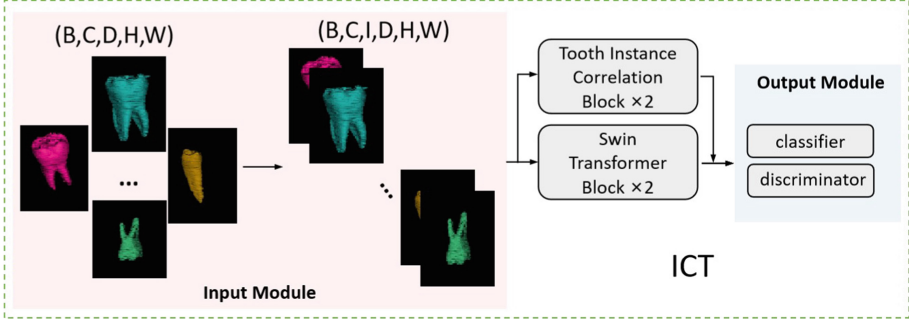 (B,C,D,H,W)
(B,C,I,D,H,W)
...
...
Input Module
Tooth Instance
Correlation
Block ×2
Swin
Transformer
Block ×2
Output Module
classifier
discriminator
ICT